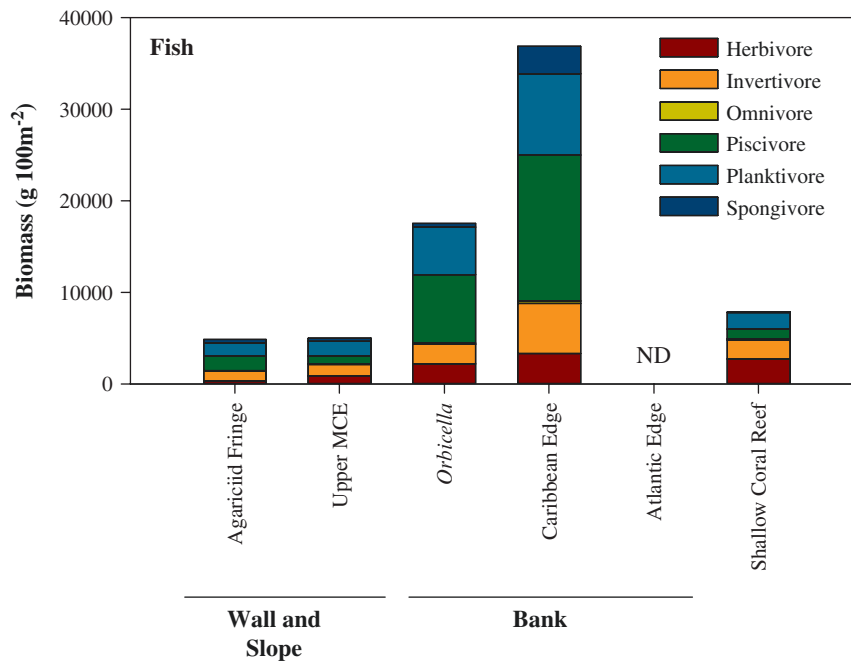 Fish
Herbivore
Invertivore
Omnivore
Piscivore
Planktivore
Spongivore
Biomass (g 100m⁻²)
40000
30000
20000
10000
0
ND
Agariciid Fringe
Upper MCE
Orbicella
Caribbean Edge
Atlantic Edge
Shallow Coral Reef
Wall and
Slope
Bank